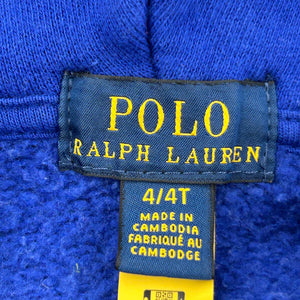 POLO
RALPH LAUREN
4/4T
MADE IN
CAMBODIA
FABRIQUÉ AU
CAMBODGE